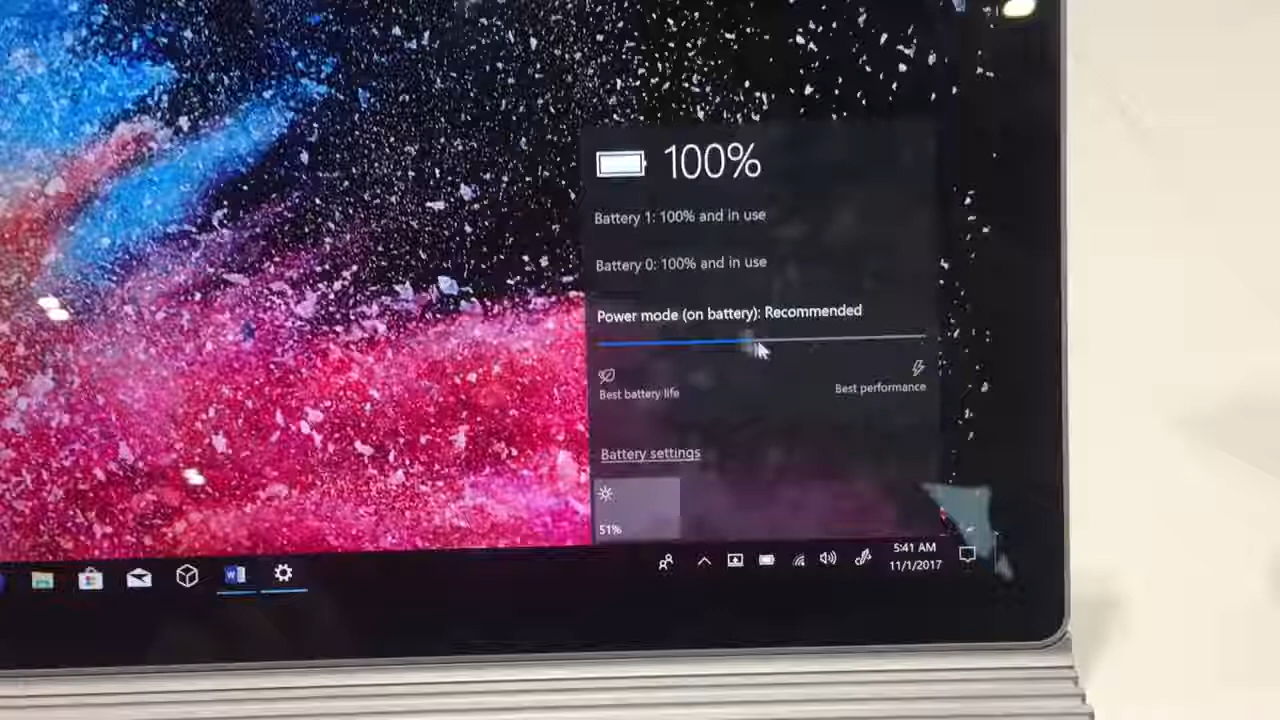 100%
Battery 1: 100% and in use
Battery 0: 100% and in use
Power mode (on battery): Recommended
Best battery life
Best performance
Battery settings
51%
5:41 AM
11/1/2017
W